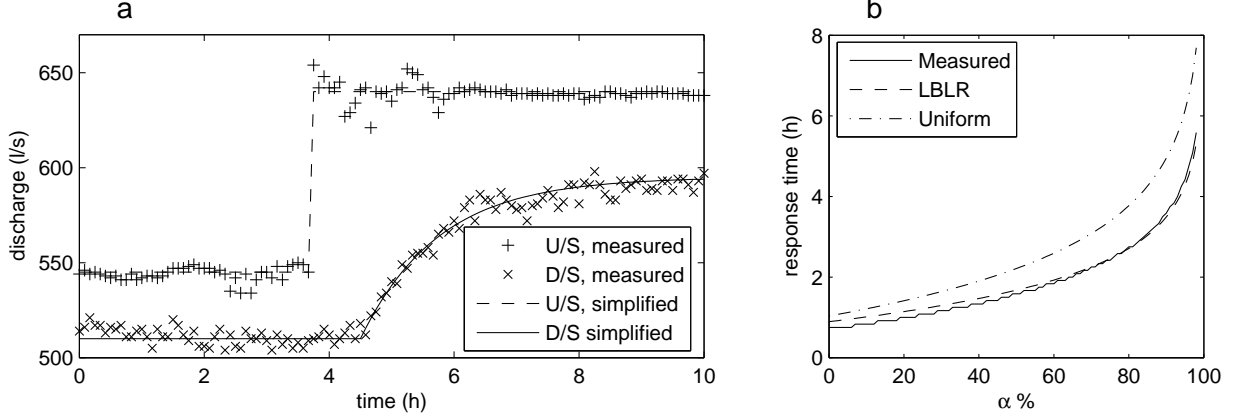 a
650
600
550
500
discharge (l/s)
0 2 4 6 8 10
time (h)
U/S, measured
D/S, measured
U/S, simplified
D/S simplified
b
8
6
4
2
0
response time (h)
0 20 40 60 80 100
α %
Measured
LBLR
Uniform